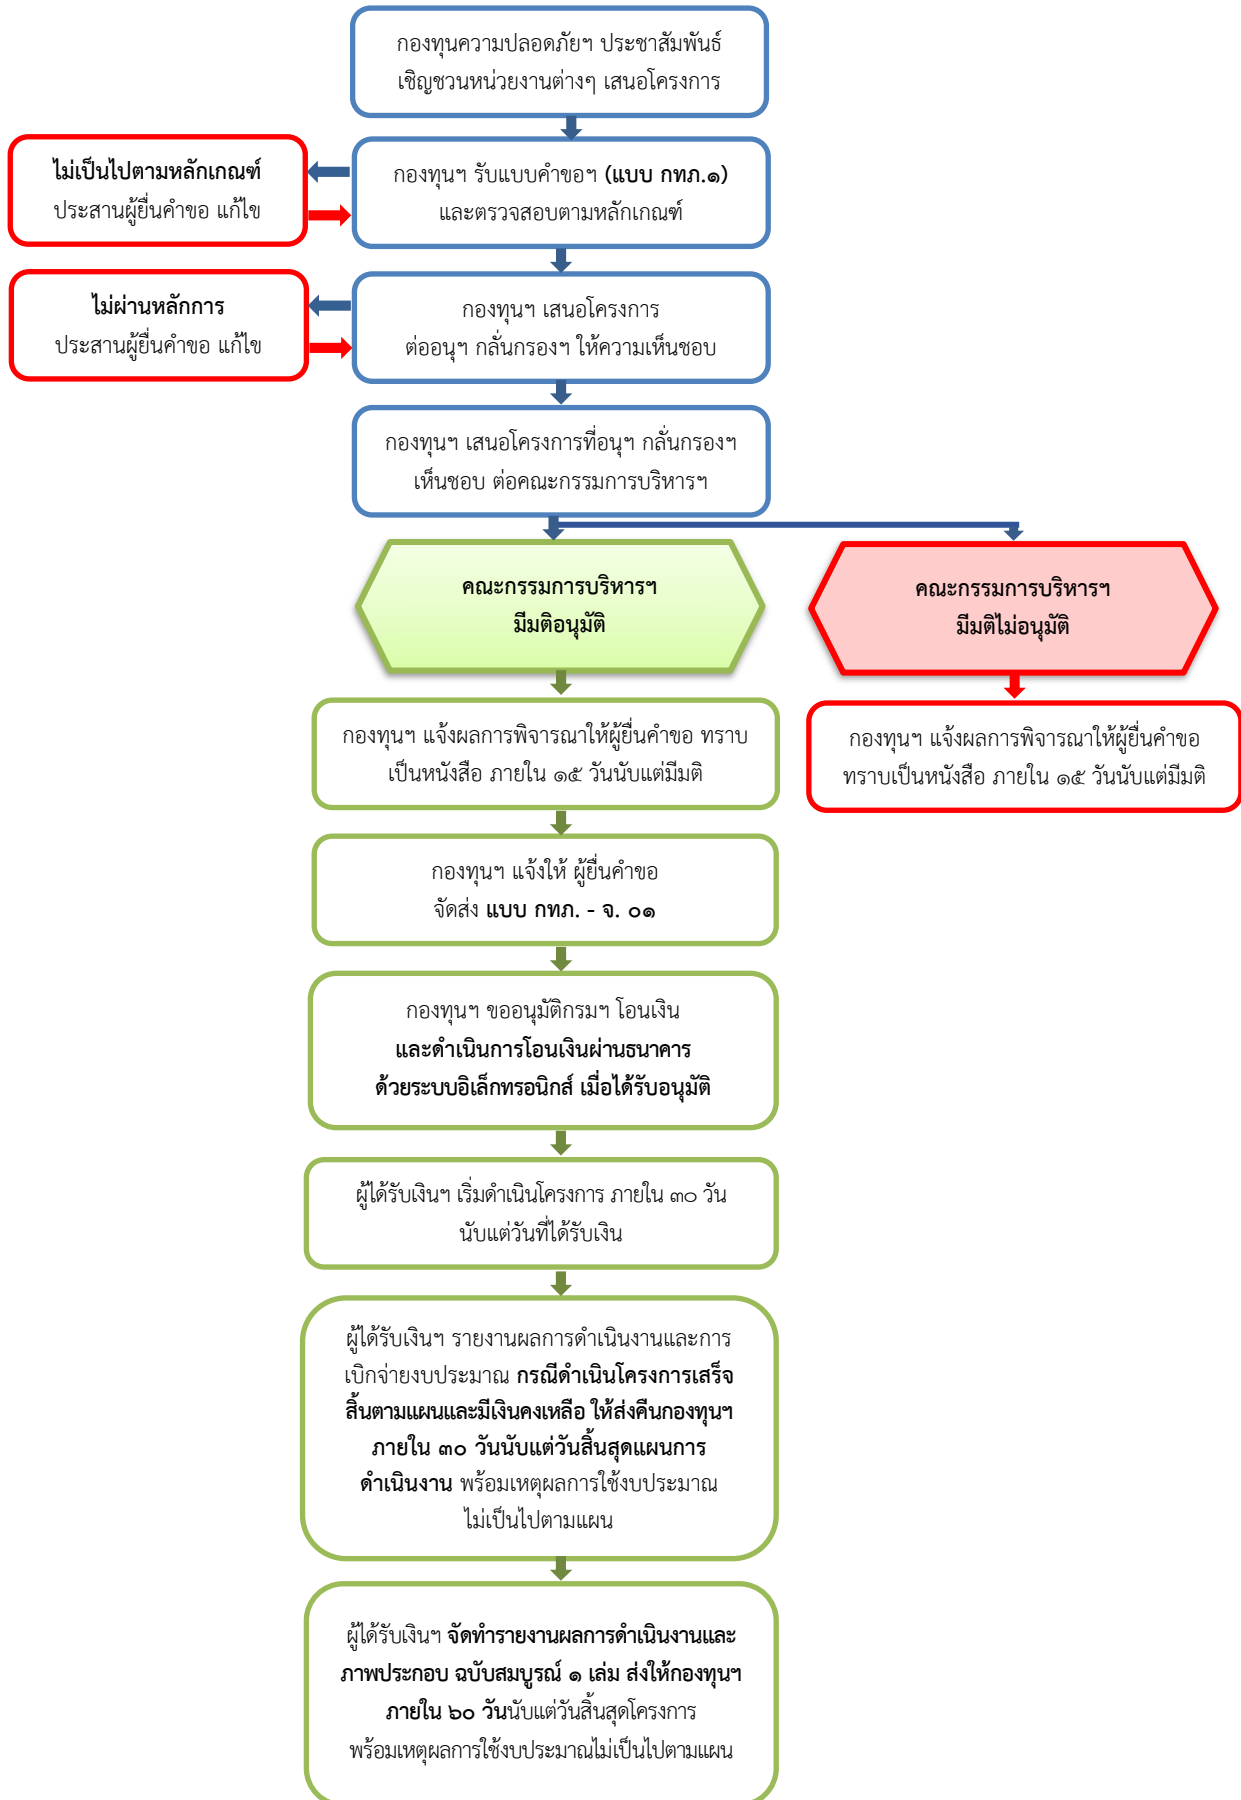 กองทุนความปลอดภัยฯ ประชาสัมพันธ์
เชิญชวนหน่วยงานต่างๆ เสนอโครงการ
ไม่เป็นไปตามหลักเกณฑ์
ประสานผู้ยื่นคำขอ แก้ไข
กองทุนฯ รับแบบคำขอฯ (แบบ กทภ.๑)
และตรวจสอบตามหลักเกณฑ์
ไม่ผ่านหลักการ
ประสานผู้ยื่นคำขอ แก้ไข
กองทุนฯ เสนอโครงการ
ต่ออนุฯ กลั่นกรองฯ ให้ความเห็นชอบ
กองทุนฯ เสนอโครงการที่อนุฯ กลั่นกรองฯ
เห็นชอบ ต่อคณะกรรมการบริหารฯ
คณะกรรมการบริหารฯ
มีมติอนุมัติ
คณะกรรมการบริหารฯ
มีมติไม่อนุมัติ
กองทุนฯ แจ้งผลการพิจารณาให้ผู้ยื่นคำขอ ทราบ
เป็นหนังสือ ภายใน ๑๕ วันนับแต่มีมติ
กองทุนฯ แจ้งผลการพิจารณาให้ผู้ยื่นคำขอ
ทราบเป็นหนังสือ ภายใน ๑๕ วันนับแต่มีมติ
กองทุนฯ แจ้งให้ ผู้ยื่นคำขอ
จัดส่ง แบบ กทภ. - จ. ๐๑
กองทุนฯ ขออนุมัติกรมฯ โอนเงิน
และดำเนินการโอนเงินผ่านธนาคาร
ด้วยระบบอิเล็กทรอนิกส์ เมื่อได้รับอนุมัติ
ผู้ได้รับเงินฯ เริ่มดำเนินโครงการ ภายใน ๓๐ วัน
นับแต่วันที่ได้รับเงิน
ผู้ได้รับเงินฯ รายงานผลการดำเนินงานและการ
เบิกจ่ายงบประมาณ กรณีดำเนินโครงการเสร็จ
สิ้นตามแผนและมีเงินคงเหลือ ให้ส่งคืนกองทุนฯ
ภายใน ๓๐ วันนับแต่วันสิ้นสุดแผนการ
ดำเนินงาน พร้อมเหตุผลการใช้งบประมาณ
ไม่เป็นไปตามแผน
ผู้ได้รับเงินฯ จัดทำรายงานผลการดำเนินงานและ
ภาพประกอบ ฉบับสมบูรณ์ ๑ เล่ม ส่งให้กองทุนฯ
ภายใน ๖๐ วันนับแต่วันสิ้นสุดโครงการ
พร้อมเหตุผลการใช้งบประมาณไม่เป็นไปตามแผน